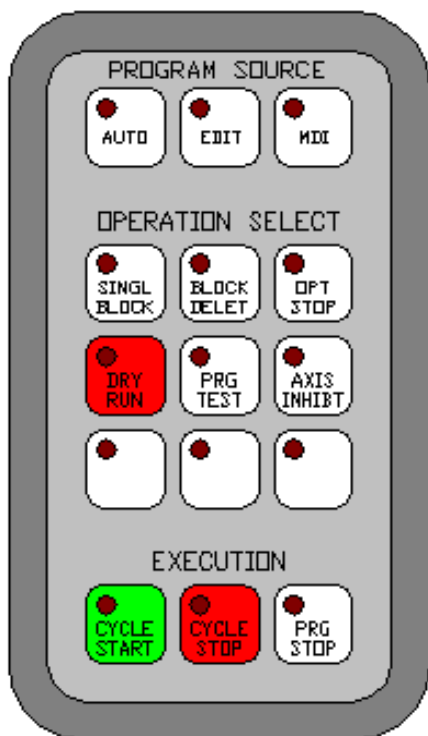 PROGRAM SOURCE
AUTO EDIT MDI
OPERATION SELECT
SINGL BLOCK OPT
BLOCK DELET STOP
DRY PRG AXIS
RUN TEST INHIBT
EXECUTION
CYCLE CYCLE PRG
START STOP STOP